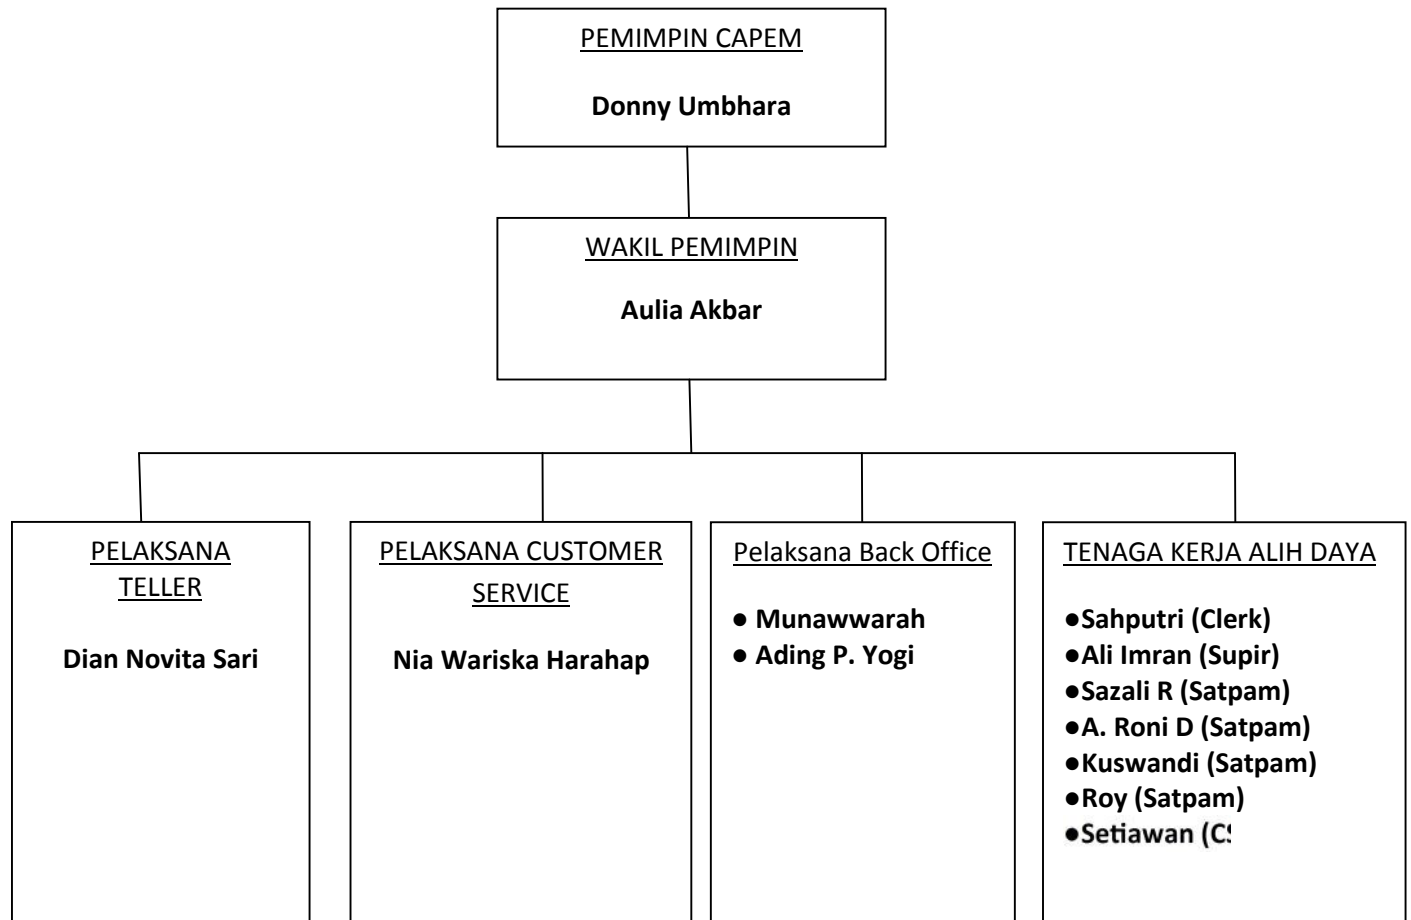 PEMIMPIN CAPEM
Donny Umbhara
WAKIL PEMIMPIN
Aulia Akbar
PELAKSANA
TELLER
Dian Novita Sari
PELAKSANA CUSTOMER
SERVICE
Nia Wariska Harahap
Pelaksana Back Office
● Munawwarah
● Ading P. Yogi
TENAGA KERJA ALIH DAYA
●Sahputri (Clerk)
●Ali Imran (Supir)
●Sazali R (Satpam)
●A. Roni D (Satpam)
●Kuswandi (Satpam)
●Roy (Satpam)
●Setiawan